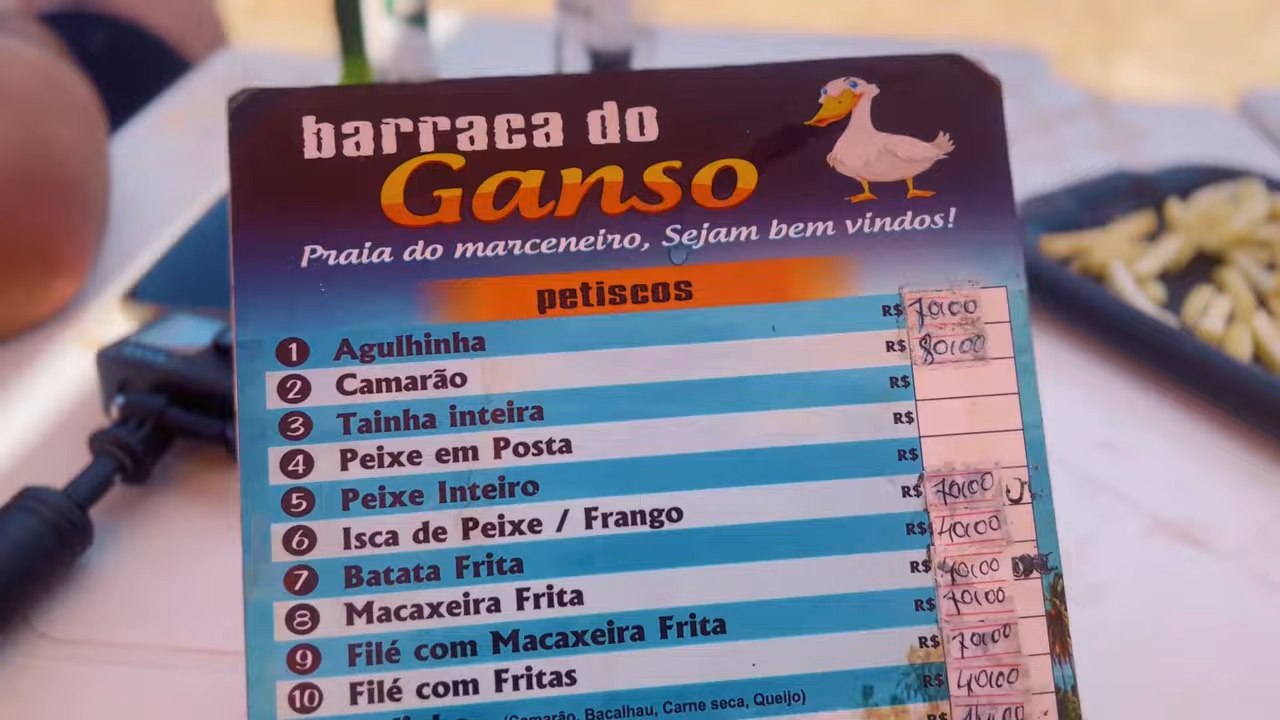 barraca do
Ganso
Praia do marceneiro, Sejam bem vindos!
petiscos
1 Agulhinha R$ 70,00
2 Camarão R$ 80,00
3 Tainha inteira R$
4 Peixe em Posta R$
5 Peixe Inteiro R$
6 Isca de Peixe / Frango R$ 70,00
7 Batata Frita R$ 40,00
8 Macaxeira Frita R$ 40,00
9 Filé com Macaxeira Frita R$ 70,00
10 Filé com Fritas R$ 70,00
(Camarão, Bacalhau, Carne seca, Queijo) R$ 40,00
R$